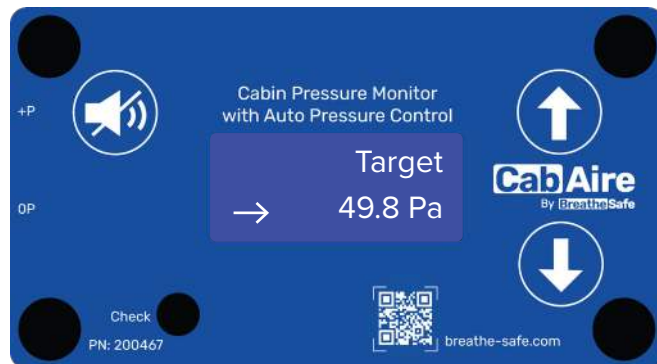 +P
Cabin Pressure Monitor
with Auto Pressure Control
Target
→ 49.8 Pa
CabAire
By BreatheSafe
0P
Check
PN: 200467
breathe-safe.com